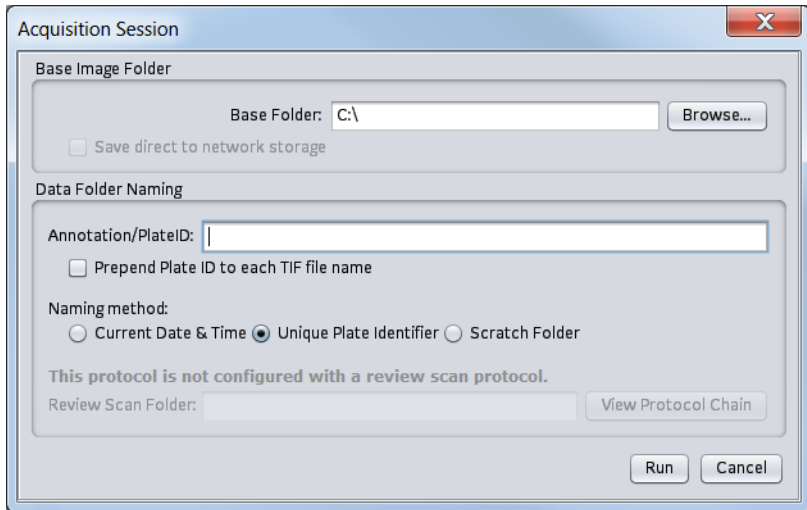 Acquisition Session
Base Image Folder
Base Folder: C:\ Browse...
Save direct to network storage
Data Folder Naming
Annotation/PlateID:
Prepend Plate ID to each TIF file name
Naming method:
Current Date & Time Unique Plate Identifier Scratch Folder
This protocol is not configured with a review scan protocol.
Review Scan Folder: View Protocol Chain
Run Cancel